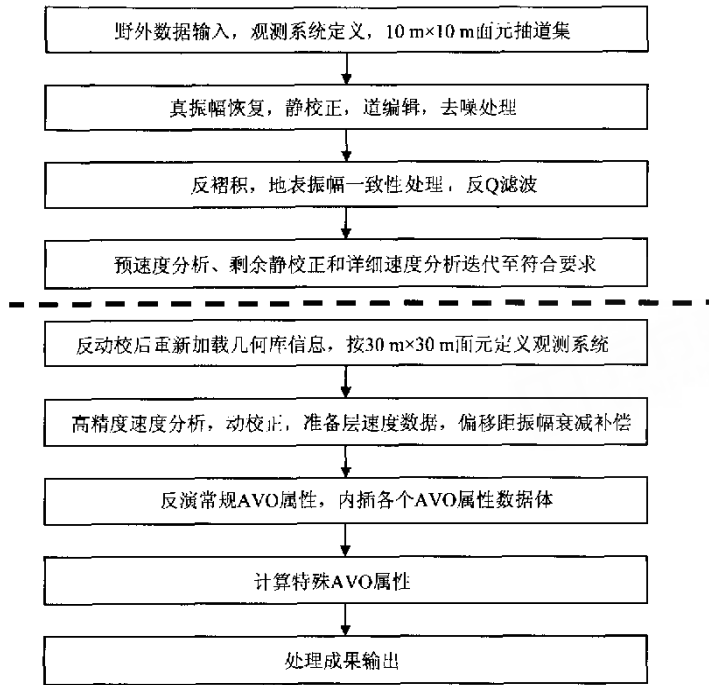 野外数据输入，观测系统定义，10 m×10 m面元抽道集
真振幅恢复，静校正，道编辑，去噪处理
反褶积，地表振幅一致性处理，反Q滤波
预速度分析、剩余静校正和详细速度分析迭代至符合要求
反动校后重新加载几何库信息，按30 m×30 m面元定义观测系统
高精度速度分析，动校正，准备层速度数据，偏移距振幅衰减补偿
反演常规AVO属性，内插各个AVO属性数据体
计算特殊AVO属性
处理成果输出